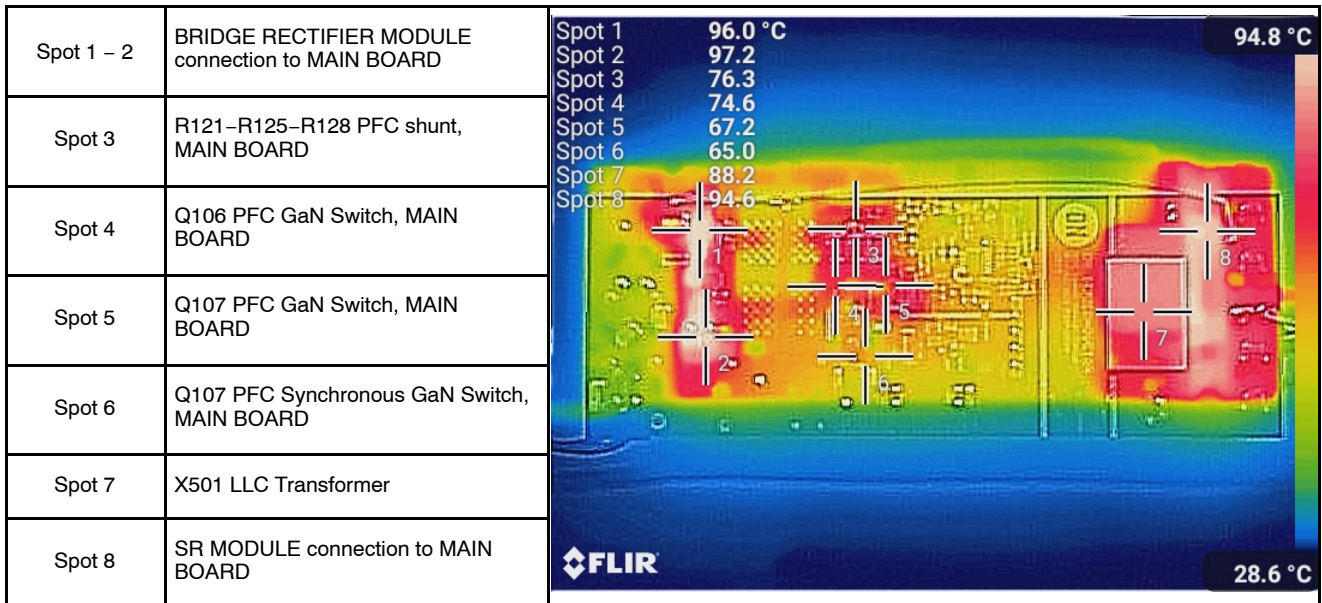 Spot 1 – 2
BRIDGE RECTIFIER MODULE
connection to MAIN BOARD
Spot 3
R121–R125–R128 PFC shunt,
MAIN BOARD
Spot 4
Q106 PFC GaN Switch, MAIN
BOARD
Spot 5
Q107 PFC GaN Switch, MAIN
BOARD
Spot 6
Q107 PFC Synchronous GaN Switch,
MAIN BOARD
Spot 7
X501 LLC Transformer
Spot 8
SR MODULE connection to MAIN
BOARD
Spot 1 96.0 °C
Spot 2 97.2
Spot 3 76.3
Spot 4 74.6
Spot 5 67.2
Spot 6 65.0
Spot 7 88.2
Spot 8 94.6
94.8 °C
1
2
3
4
5
6
7
8
FLIR
28.6 °C